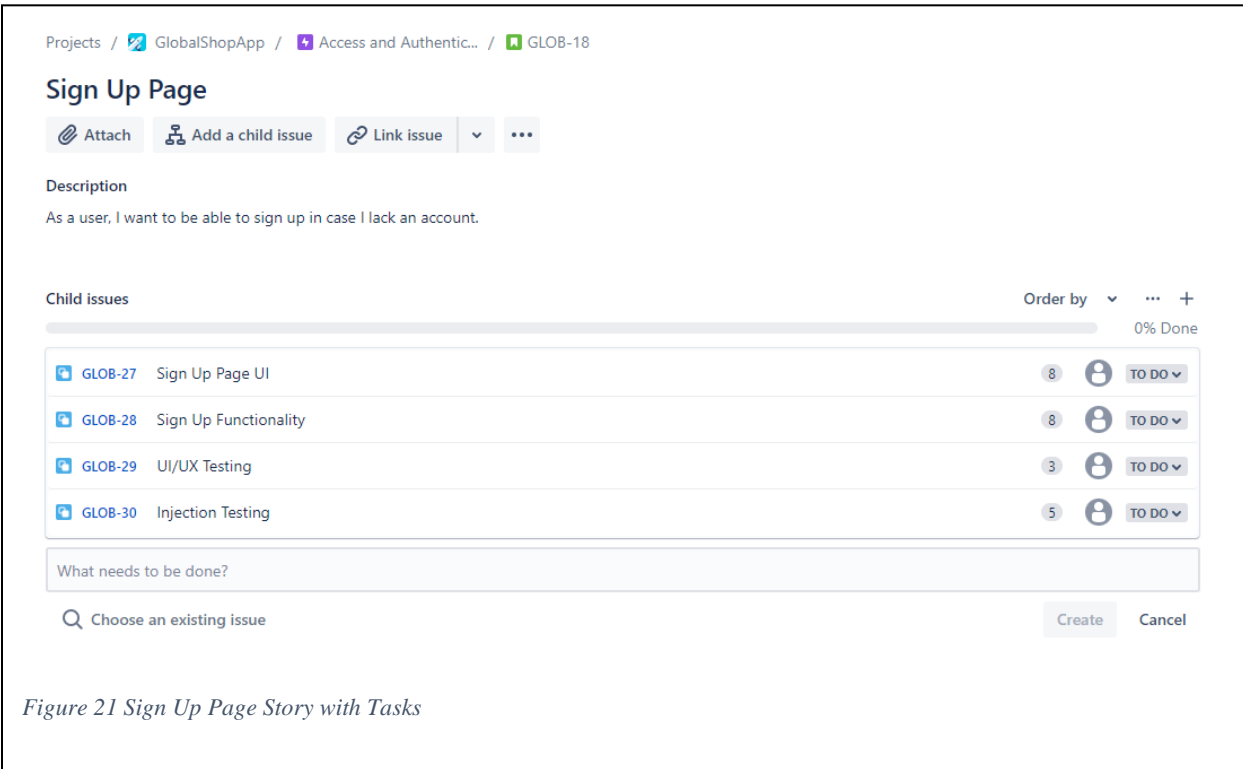 Projects / GlobalShopApp / Access and Authentic... / GLOB-18
Sign Up Page
Attach Add a child issue Link issue
Description
As a user, I want to be able to sign up in case I lack an account.
Child issues Order by
0% Done
GLOB-27 Sign Up Page UI 8 TO DO
GLOB-28 Sign Up Functionality 8 TO DO
GLOB-29 UI/UX Testing 3 TO DO
GLOB-30 Injection Testing 5 TO DO
What needs to be done?
Choose an existing issue Create Cancel
Figure 21 Sign Up Page Story with Tasks